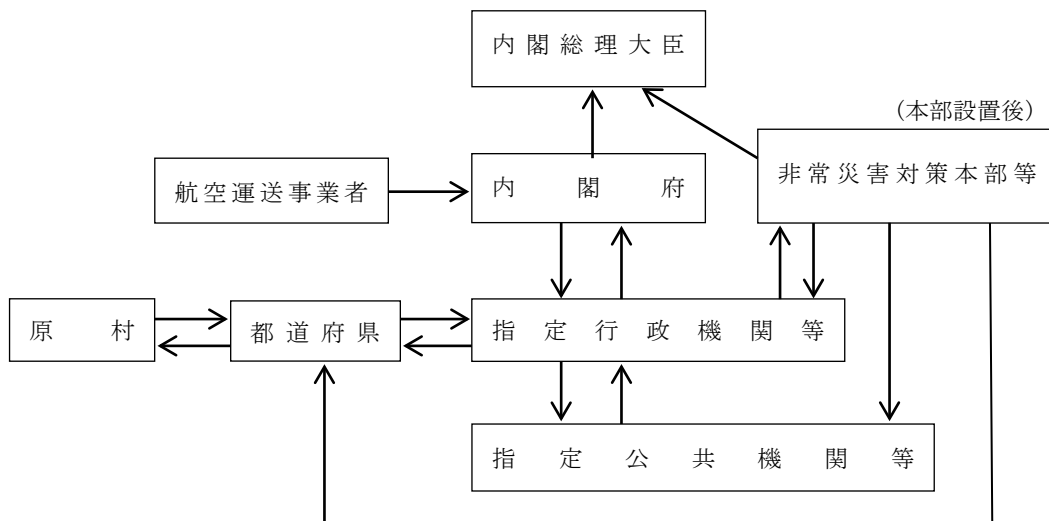 内閣総理大臣
（本部設置後）
非常災害対策本部等
航空運送事業者
内閣府
原村
都道府県
指定行政機関等
指定公共機関等